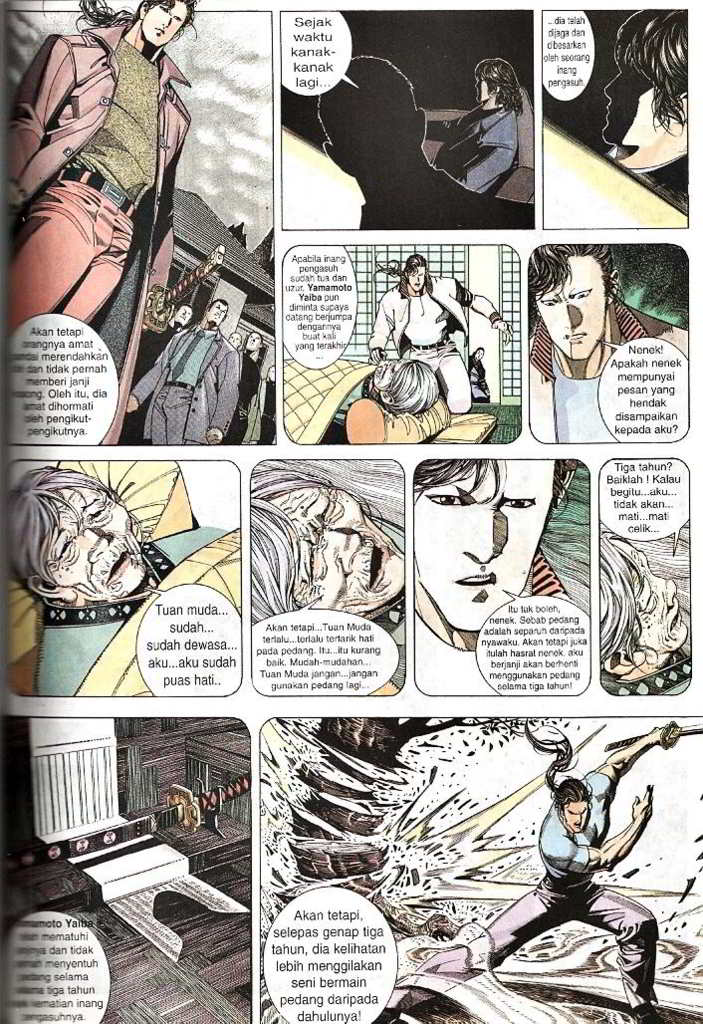 Akan tetapi
orangnya amat
pandai merendahkan
diri dan tidak pernah
memberi janji
kosong. Oleh itu, dia
amat dihormati
oleh pengikut-
pengikutnya.
Sejak
waktu
kanak-
kanak
lagi...
...dia telah
dijaga dan
dibesarkan
oleh seorang
inang
pengasuh.
Apabila inang
pengasuh
sudah tua dan
uzur, Yamamoto
Yaiba pun
diminta supaya
datang berjumpa
dengannya
buat kali
yang terakhir
...
Nenek!
Apakah nenek
mempunyai
pesan yang
hendak
disampaikan
kepada aku?
Tuan muda...
sudah...
sudah dewasa...
aku...aku sudah
puas hati..
Akan tetapi...Tuan Muda
terlalu...terlalu tertarik hati
pada pedang. Itu...itu kurang
baik. Mudah-mudahan...
Tuan Muda jangan...jangan
gunakan pedang lagi...
Itu tuk boleh,
nenek. Sebab pedang
adalah separuh daripada
nyawaku. Akan tetapi juka
itulah hasrat nenek, aku
berjanji akan berhenti
menggunakan pedang
selama tiga tahun!
Tiga tahun?
Baiklah ! Kalau
begitu...aku...
tidak akan...
mati...mati
celik...
Yamamoto Yaiba
mematuhi
dan tidak
menyentuh
pedang selama
tiga tahun
kematian inang
pengasuhnya.
Akan tetapi,
selepas genap tiga
tahun, dia kelihatan
lebih menggilakan
seni bermain
pedang daripada
dahulunya!